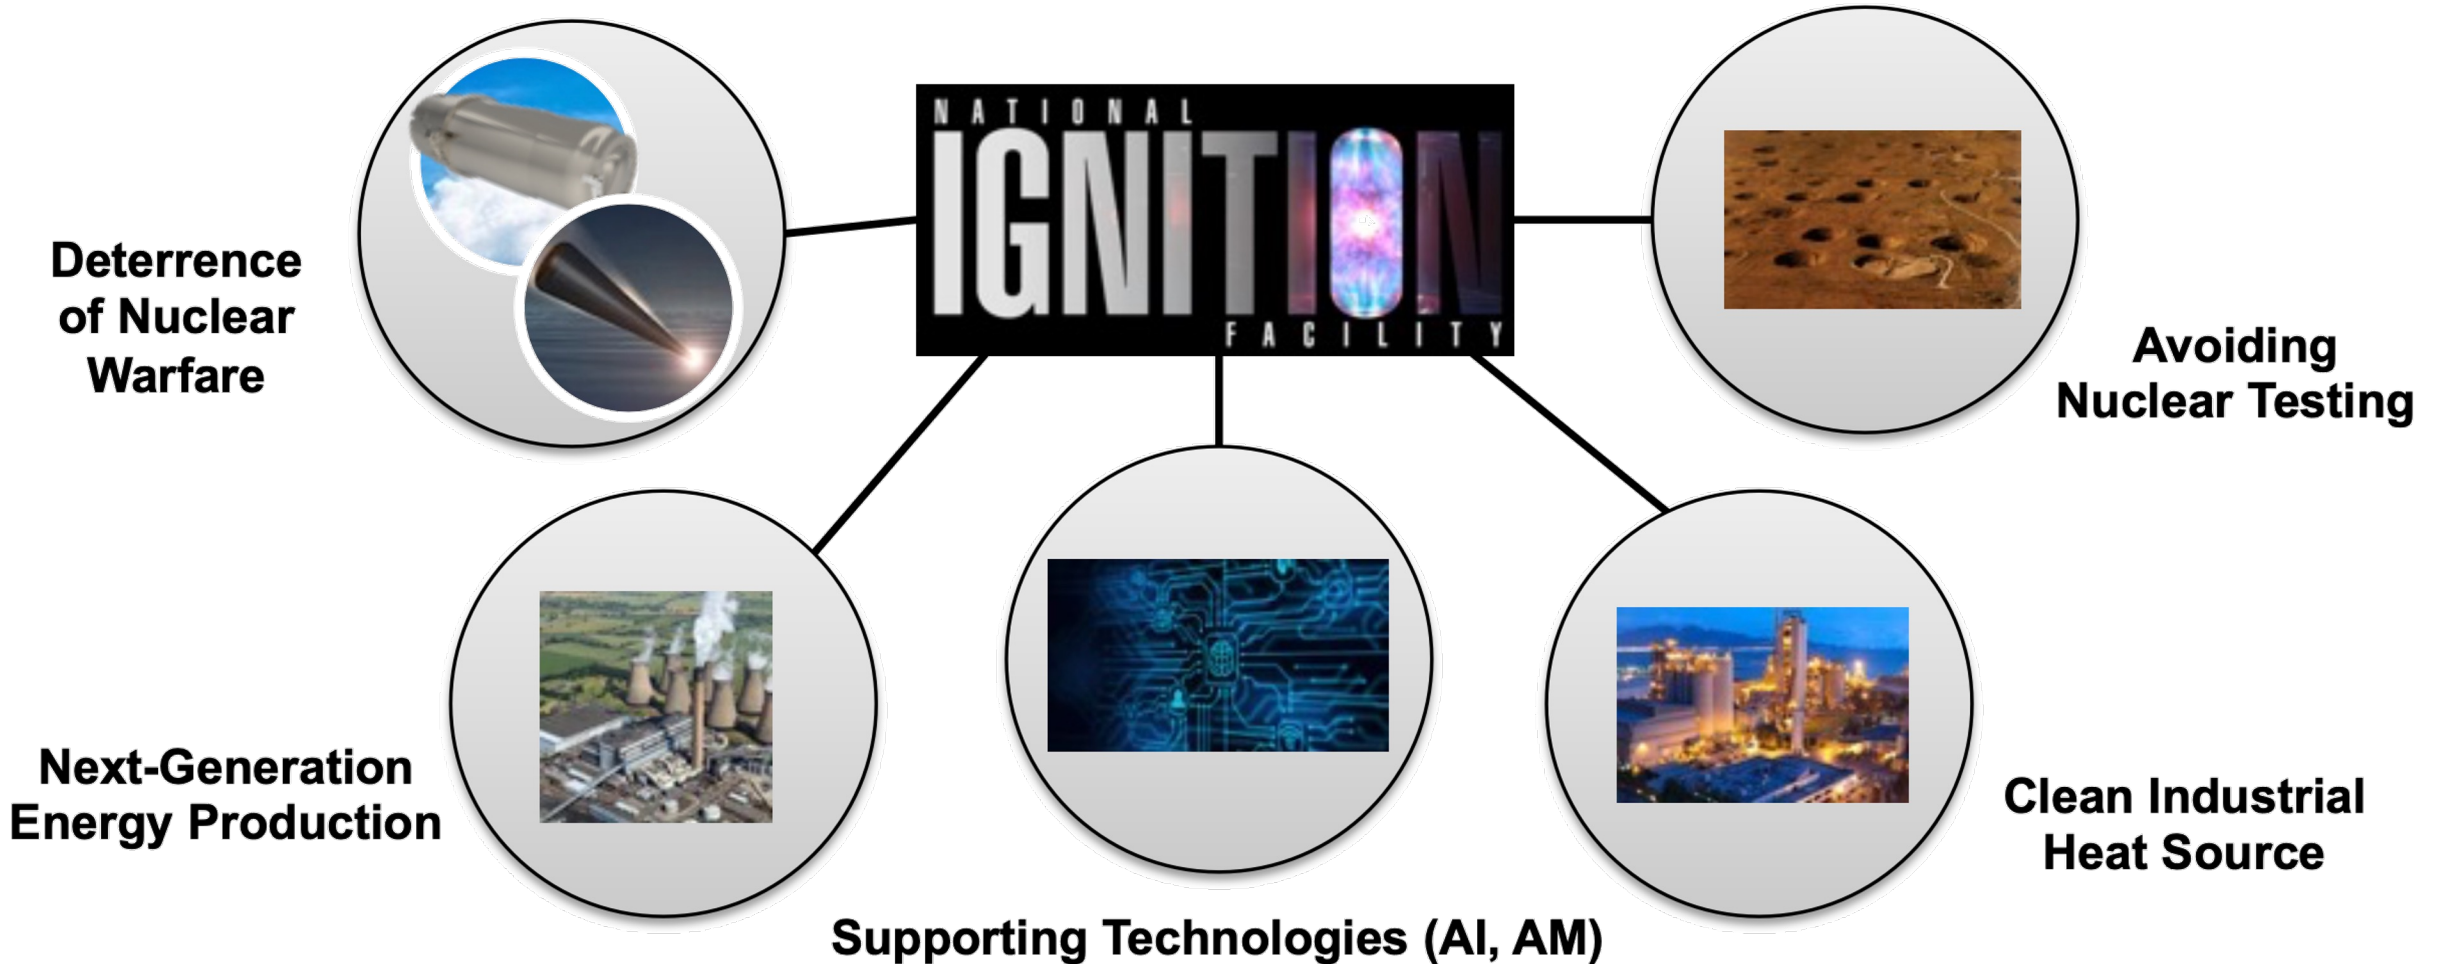 NATIONAL
IGNITION
FACILITY
Deterrence
of Nuclear
Warfare
Avoiding
Nuclear Testing
Next-Generation
Energy Production
Clean Industrial
Heat Source
Supporting Technologies (AI, AM)